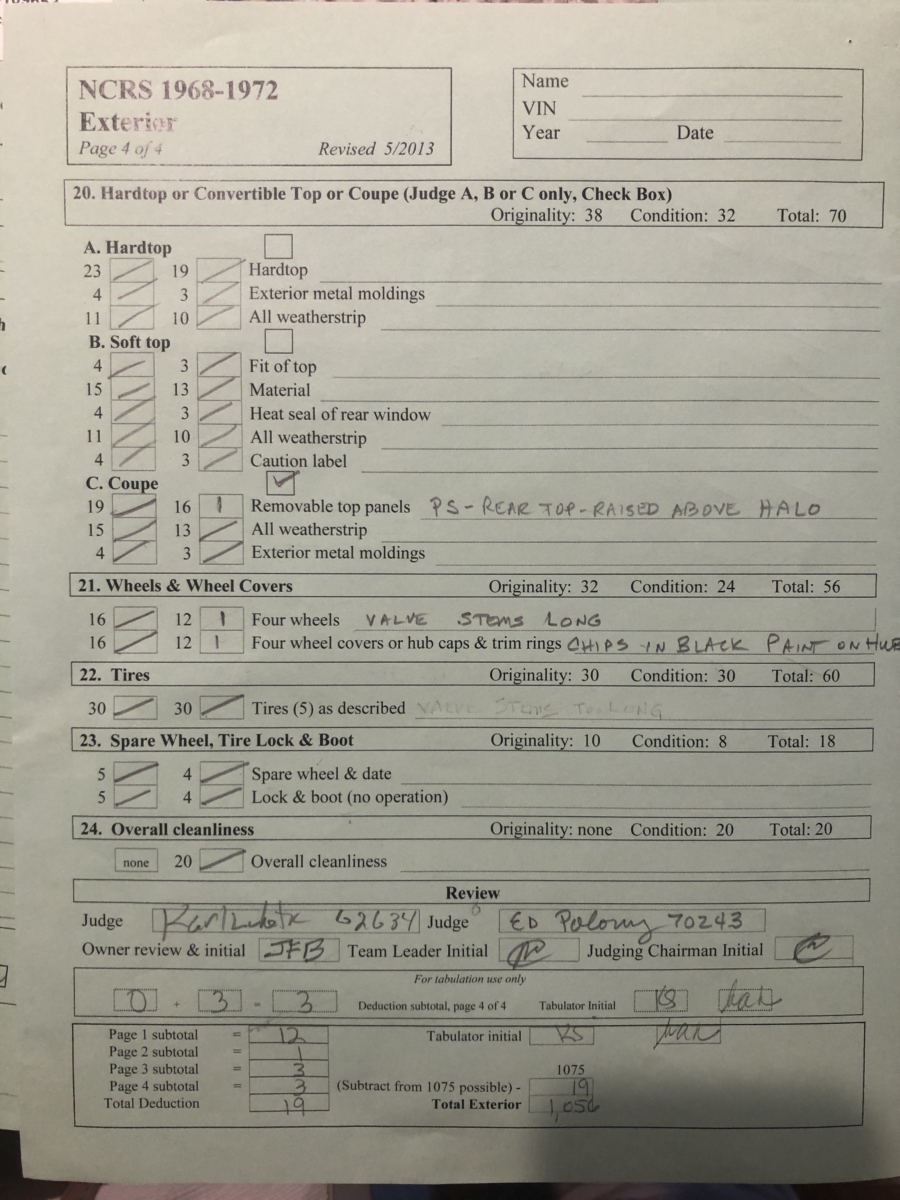 NCRS 1968-1972
Exterior
Page 4 of 4 Revised 5/2013
Name
VIN
Year Date
20. Hardtop or Convertible Top or Coupe (Judge A, B or C only, Check Box)
Originality: 38 Condition: 32 Total: 70
A. Hardtop
23 19 Hardtop
4 3 Exterior metal moldings
11 10 All weatherstrip
B. Soft top
4 3 Fit of top
15 13 Material
4 3 Heat seal of rear window
11 10 All weatherstrip
4 3 Caution label
C. Coupe ✓
19 16 1 Removable top panels PS - REAR TOP - RAISED ABOVE HALO
15 13 All weatherstrip
4 3 Exterior metal moldings
21. Wheels & Wheel Covers Originality: 32 Condition: 24 Total: 56
16 12 1 Four wheels VALVE STEMS LONG
16 12 1 Four wheel covers or hub caps & trim rings CHIPS IN BLACK PAINT ON HUB
22. Tires Originality: 30 Condition: 30 Total: 60
30 30 Tires (5) as described VALVE STEMS TOO LONG
23. Spare Wheel, Tire Lock & Boot Originality: 10 Condition: 8 Total: 18
5 4 Spare wheel & date
5 4 Lock & boot (no operation)
24. Overall cleanliness Originality: none Condition: 20 Total: 20
none 20 Overall cleanliness
Review
Judge Karl 62634 Judge ED 70243
Owner review & initial JFB Team Leader Initial Judging Chairman Initial
For tabulation use only
0 + 3 = 3 Deduction subtotal, page 4 of 4 Tabulator Initial KS
Page 1 subtotal = 12 Tabulator initial KS
Page 2 subtotal = 1
Page 3 subtotal = 3 1075
Page 4 subtotal = 3 (Subtract from 1075 possible) - 19
Total Deduction 19 Total Exterior 1,056